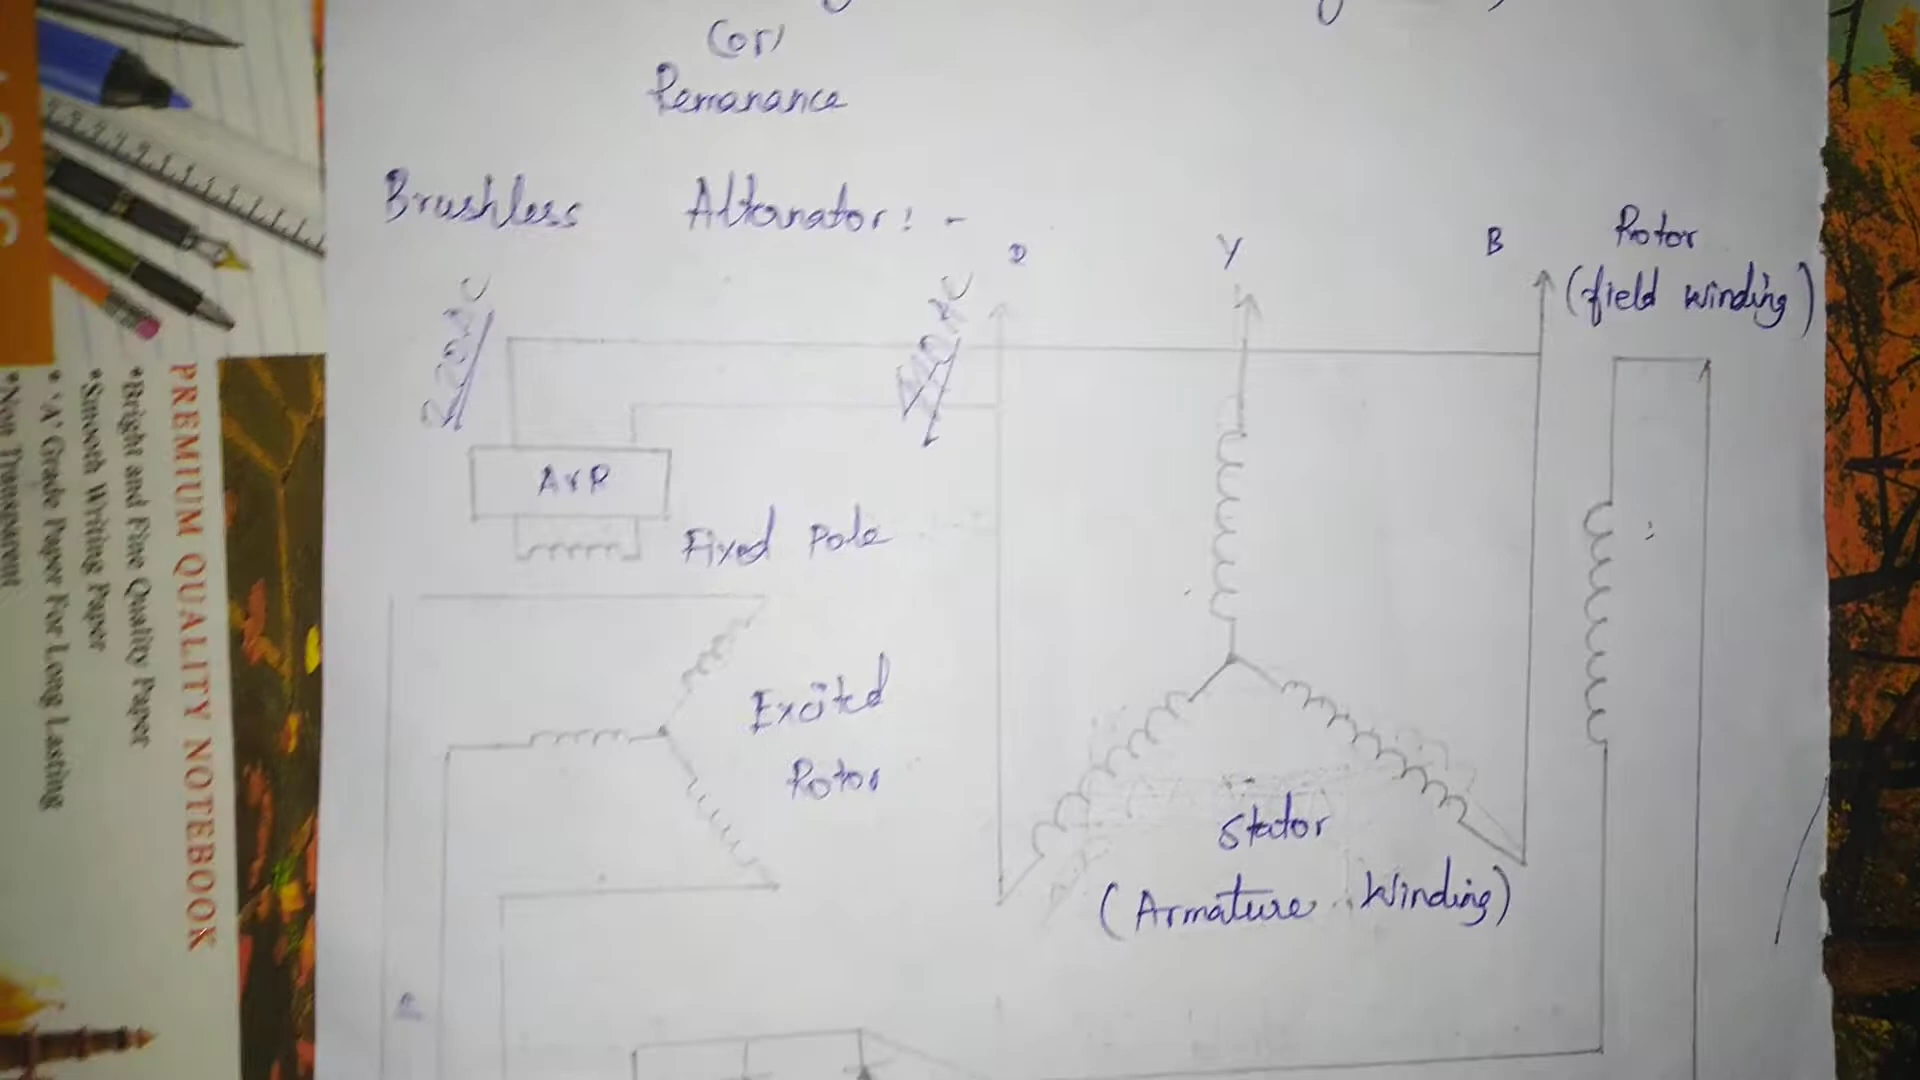 (or)
Remanance
Brushless Alternator:-
Y
B
Rotor
(field winding)
AVR
Fixed Pole
Excited
Rotor
Stator
(Armature Winding)
PREMIUM QUALITY NOTEBOOK
*Bright and Fine Quality Paper
*Smooth Writing Paper
*'A' Grade Paper For Long Lasting
*Non Transparent